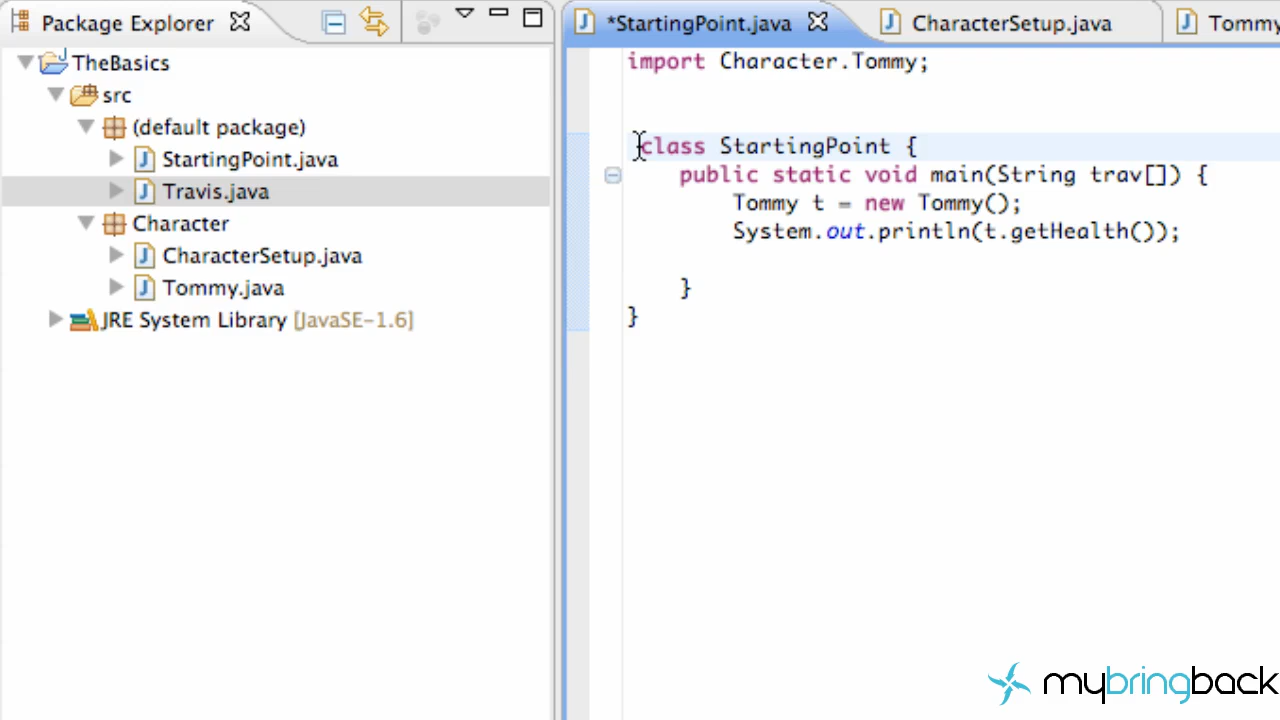 Package Explorer
TheBasics
src
(default package)
StartingPoint.java
Travis.java
Character
CharacterSetup.java
Tommy.java
JRE System Library [JavaSE-1.6]
*StartingPoint.java
CharacterSetup.java
Tommy
import Character.Tommy;
class StartingPoint {
public static void main(String trav[]) {
Tommy t = new Tommy();
System.out.println(t.getHealth());
}
}
mybringback